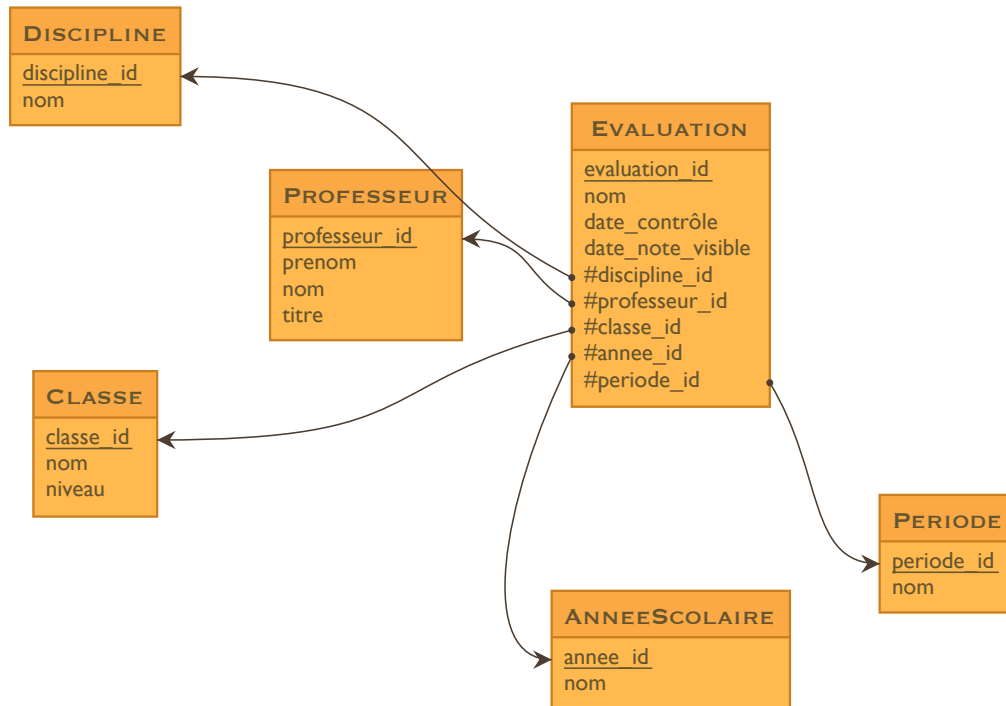 DISCIPLINE
discipline_id
nom
EVALUATION
evaluation_id
nom
date_contrôle
date_note_visible
#discipline_id
#professeur_id
#classe_id
#annee_id
#periode_id
PROFESSEUR
professeur_id
prenom
nom
titre
CLASSE
classe_id
nom
niveau
PERIODE
periode_id
nom
ANNEESCOLAIRE
annee_id
nom